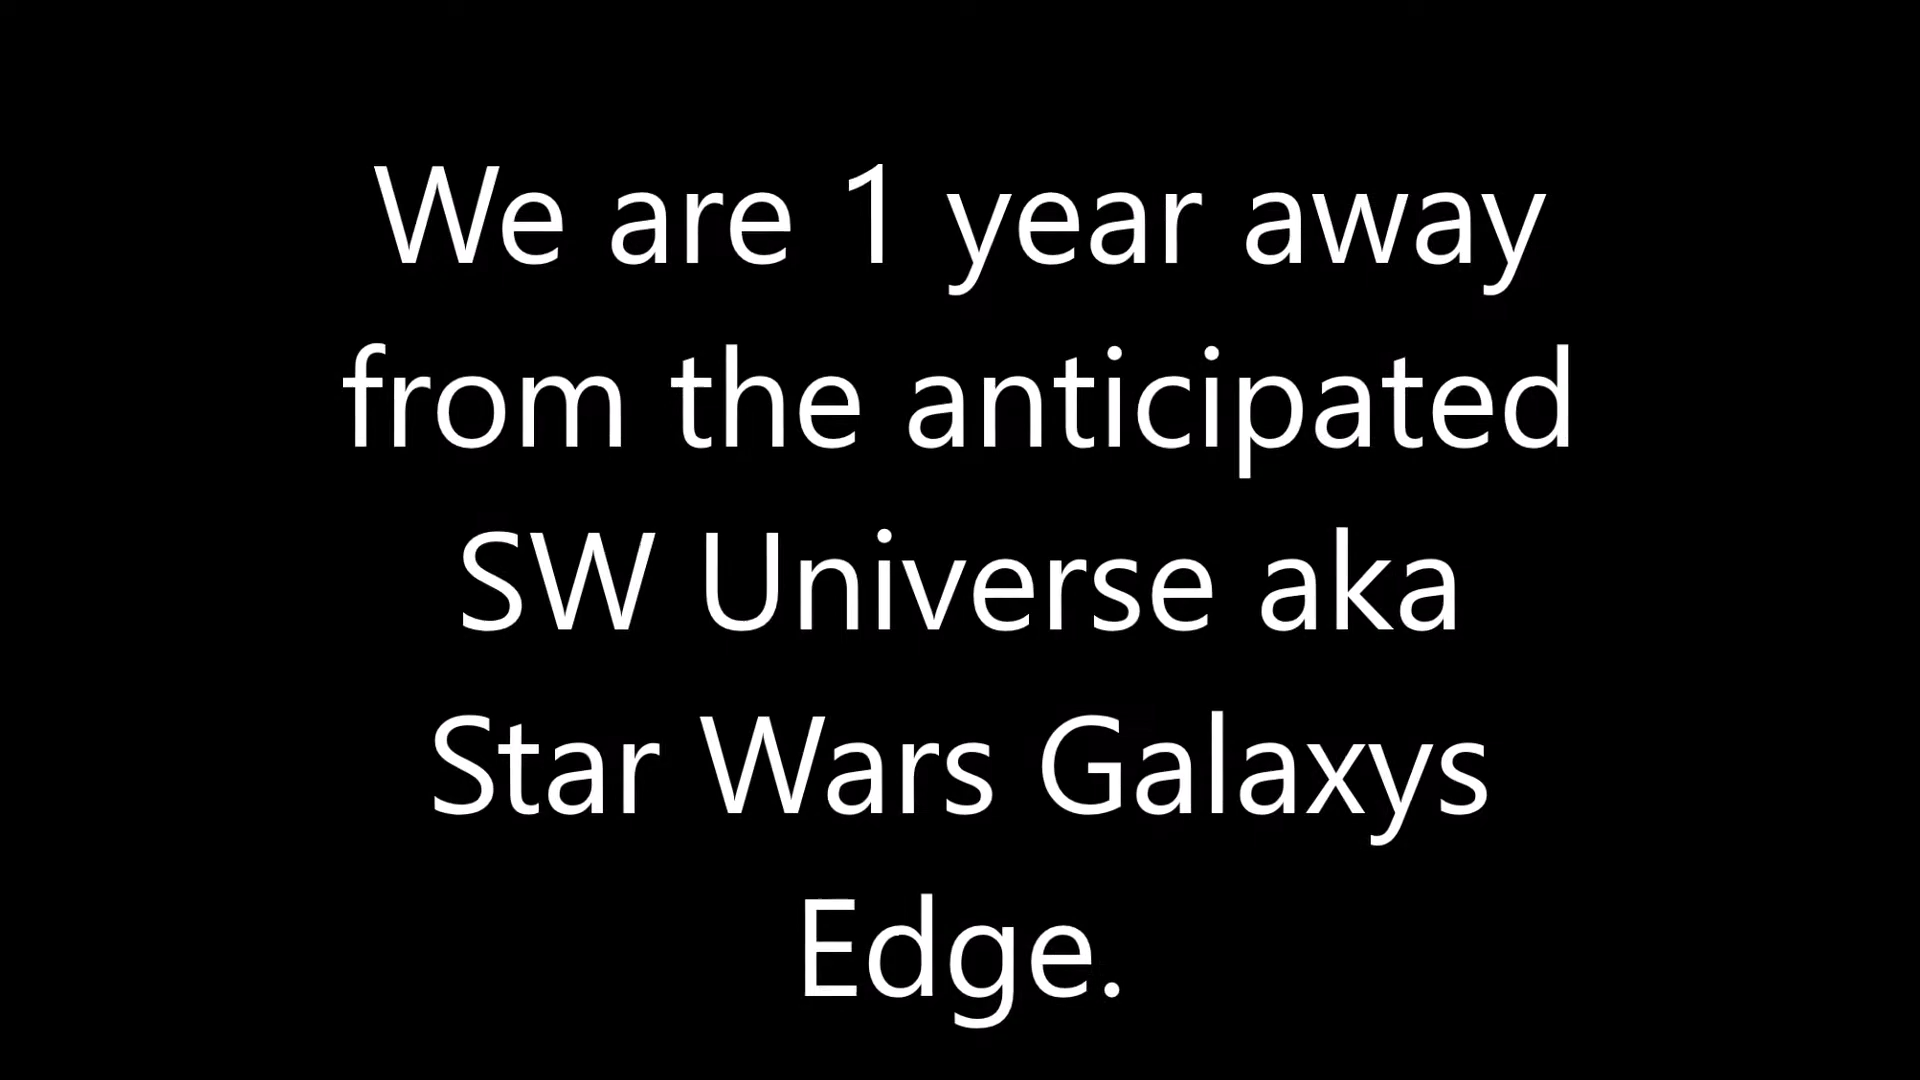 We are 1 year away
from the anticipated
SW Universe aka
Star Wars Galaxys
Edge.